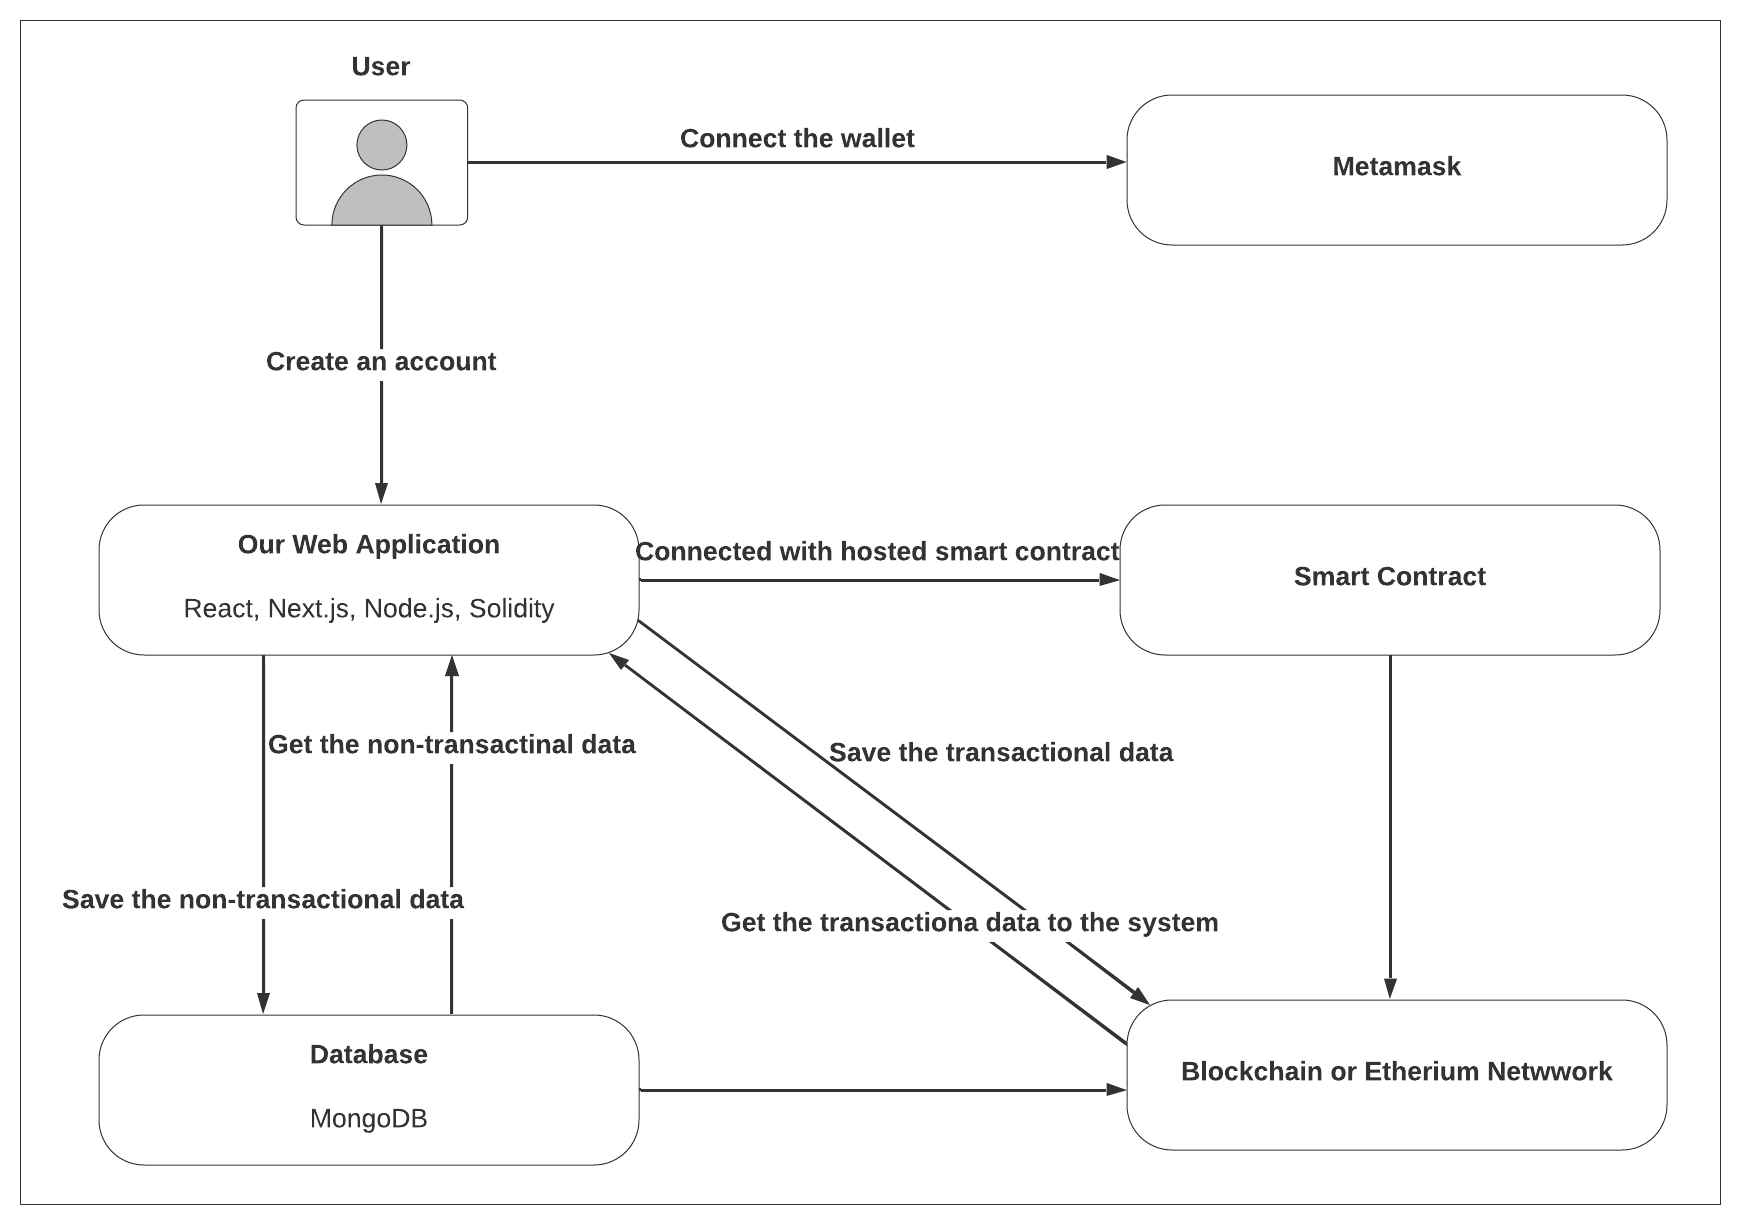 User
Connect the wallet
Metamask
Create an account
Our Web Application
React, Next.js, Node.js, Solidity
Connected with hosted smart contract
Smart Contract
Get the non-transactinal data
Save the transactional data
Save the non-transactional data
Get the transactiona data to the system
Database
MongoDB
Blockchain or Etherium Netwwork